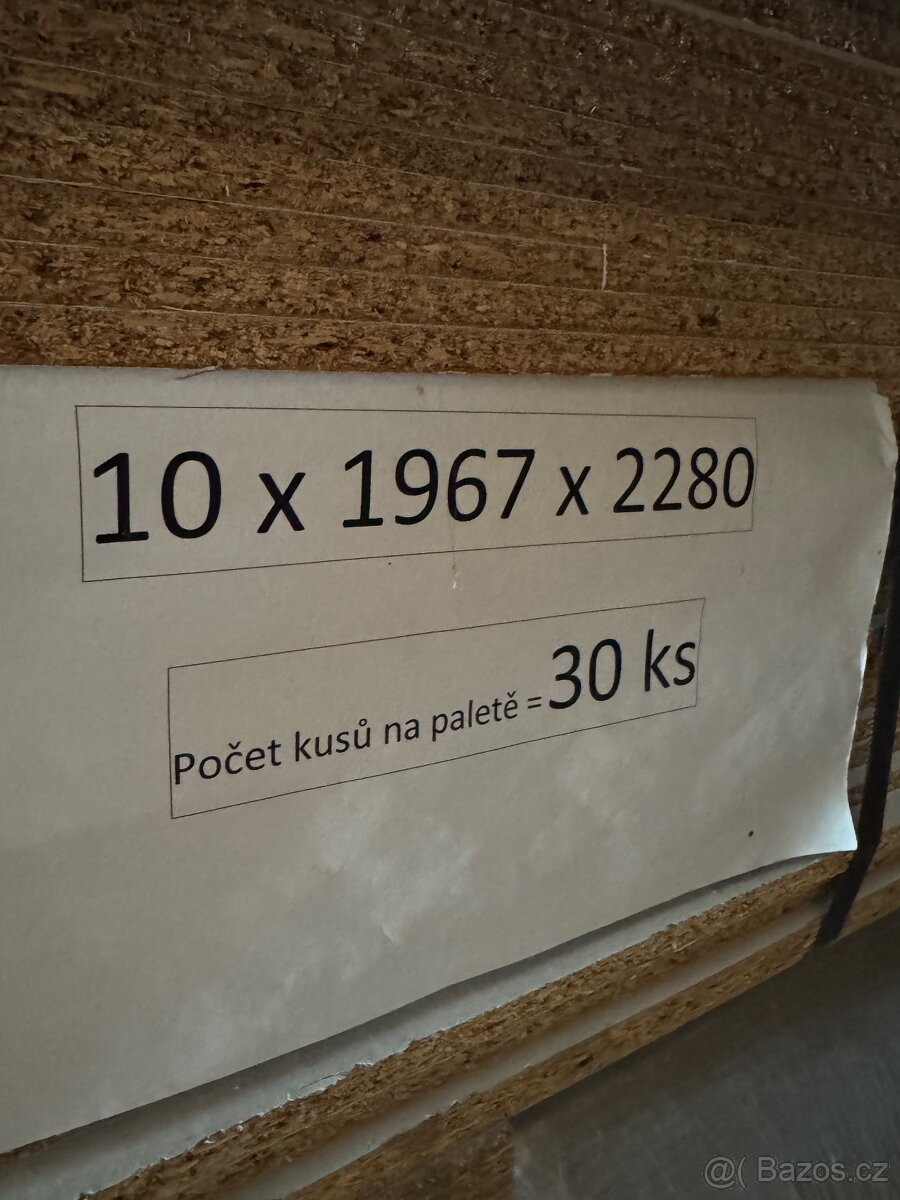 10 x 1967 x 2280
Počet kusů na paletě = 30 ks
@( Bazos.cz